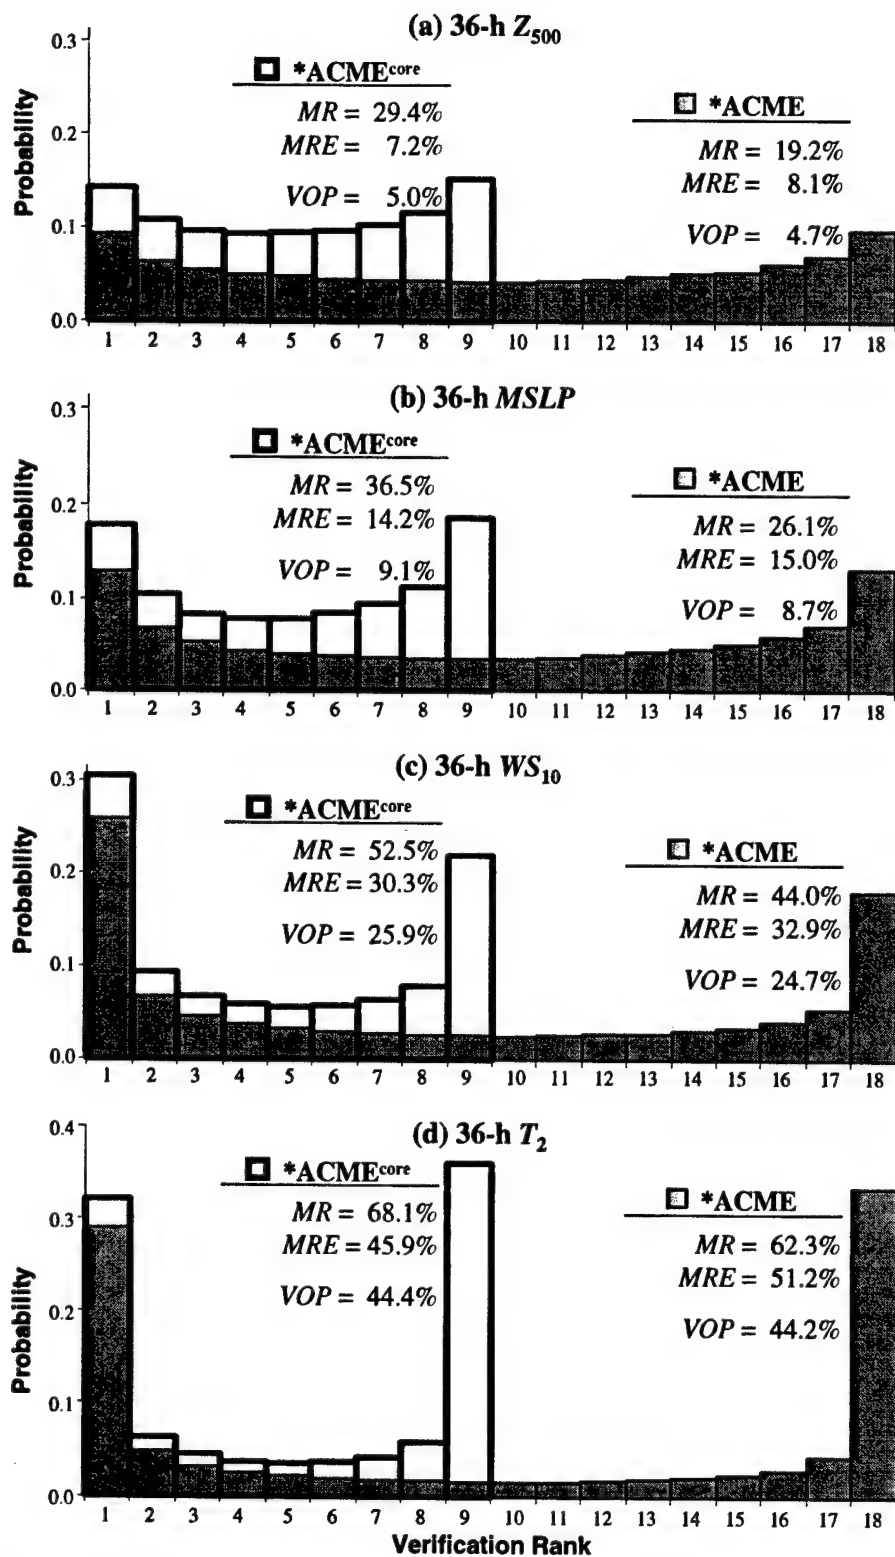 (a) 36-h Z500
0.3
*ACMEcore
MR = 29.4%
MRE = 7.2%
VOP = 5.0%
*ACME
MR = 19.2%
MRE = 8.1%
VOP = 4.7%
Probability
0.2
0.1
0.0
1 2 3 4 5 6 7 8 9 10 11 12 13 14 15 16 17 18
(b) 36-h MSLP
0.3
*ACMEcore
MR = 36.5%
MRE = 14.2%
VOP = 9.1%
*ACME
MR = 26.1%
MRE = 15.0%
VOP = 8.7%
Probability
0.2
0.1
0.0
1 2 3 4 5 6 7 8 9 10 11 12 13 14 15 16 17 18
(c) 36-h WS10
0.3
*ACMEcore
MR = 52.5%
MRE = 30.3%
VOP = 25.9%
*ACME
MR = 44.0%
MRE = 32.9%
VOP = 24.7%
Probability
0.2
0.1
0.0
1 2 3 4 5 6 7 8 9 10 11 12 13 14 15 16 17 18
(d) 36-h T2
0.4
*ACMEcore
MR = 68.1%
MRE = 45.9%
VOP = 44.4%
*ACME
MR = 62.3%
MRE = 51.2%
VOP = 44.2%
Probability
0.3
0.2
0.1
0.0
1 2 3 4 5 6 7 8 9 10 11 12 13 14 15 16 17 18
Verification Rank